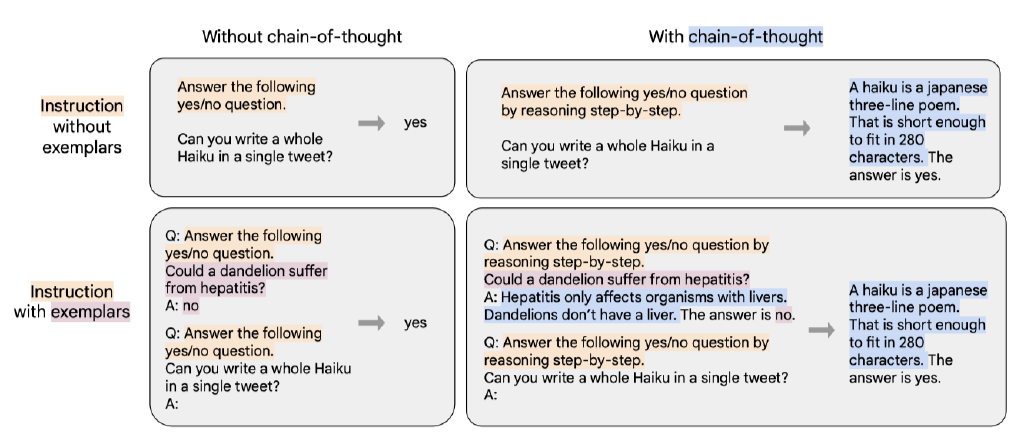 Without chain-of-thought
With chain-of-thought
Instruction
without
exemplars
Answer the following
yes/no question.
Can you write a whole
Haiku in a single tweet?
yes
Answer the following yes/no question
by reasoning step-by-step.
Can you write a whole Haiku in a
single tweet?
A haiku is a japanese
three-line poem.
That is short enough
to fit in 280
characters. The
answer is yes.
Instruction
with exemplars
Q: Answer the following
yes/no question.
Could a dandelion suffer
from hepatitis?
A: no
Q: Answer the following
yes/no question.
Can you write a whole Haiku
in a single tweet?
A:
yes
Q: Answer the following yes/no question by
reasoning step-by-step.
Could a dandelion suffer from hepatitis?
A: Hepatitis only affects organisms with livers.
Dandelions don't have a liver. The answer is no.
Q: Answer the following yes/no question by
reasoning step-by-step.
Can you write a whole Haiku in a single tweet?
A:
A haiku is a japanese
three-line poem.
That is short enough
to fit in 280
characters. The
answer is yes.